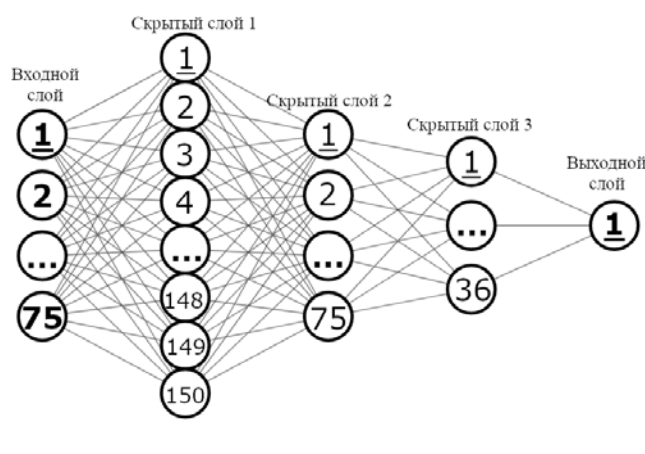 Скрытый слой 1
Входной
слой
Скрытый слой 2
Скрытый слой 3
Выходной
слой
1
2
...
75
1
2
3
4
...
148
149
150
1
2
...
75
1
...
36
1